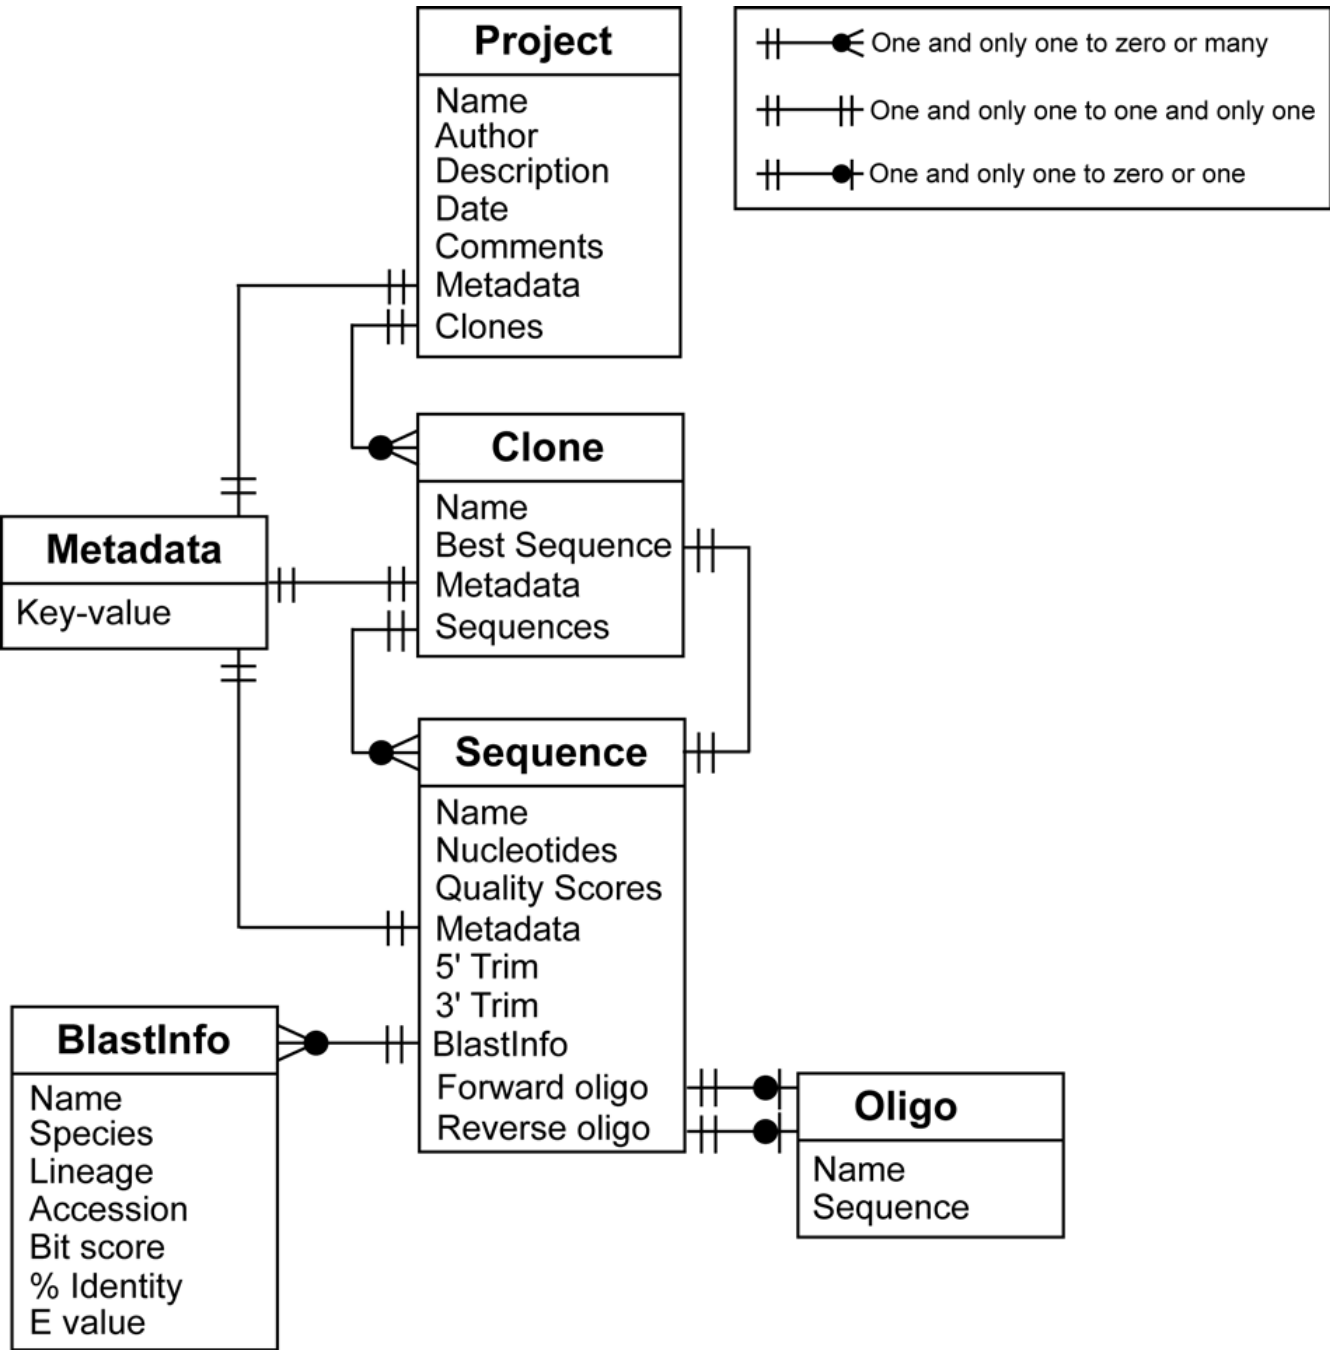 Project
Name
Author
Description
Date
Comments
Metadata
Clones
One and only one to zero or many
One and only one to one and only one
One and only one to zero or one
Clone
Name
Best Sequence
Metadata
Sequences
Metadata
Key-value
Sequence
Name
Nucleotides
Quality Scores
Metadata
5' Trim
3' Trim
BlastInfo
Forward oligo
Reverse oligo
BlastInfo
Name
Species
Lineage
Accession
Bit score
% Identity
E value
Oligo
Name
Sequence